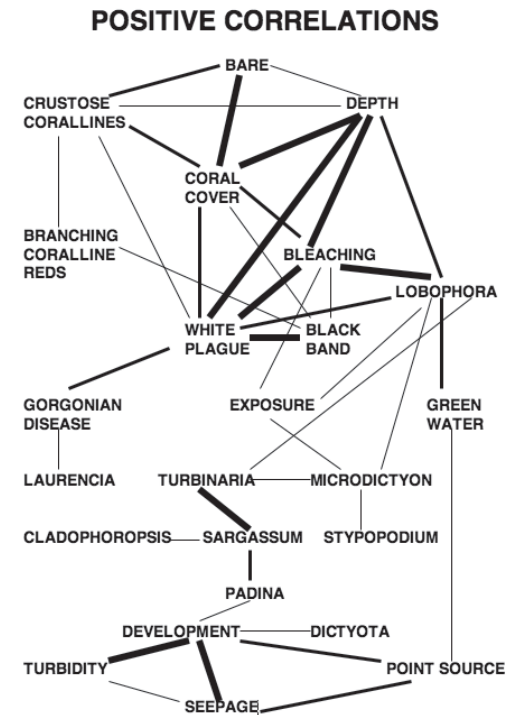 POSITIVE CORRELATIONS
BARE
CRUSTOSE
CORALLINES
DEPTH
CORAL
COVER
BRANCHING
CORALLINE
REDS
BLEACHING
LOBOPHORA
WHITE
PLAGUE
BLACK
BAND
GORGONIAN
DISEASE
EXPOSURE
GREEN
WATER
LAURENCIA
TURBINARIA
MICRODICTYON
CLADOPHOROPSIS
SARGASSUM
STYPOPODIUM
PADINA
DEVELOPMENT
DICTYOTA
TURBIDITY
POINT SOURCE
SEEPAGE